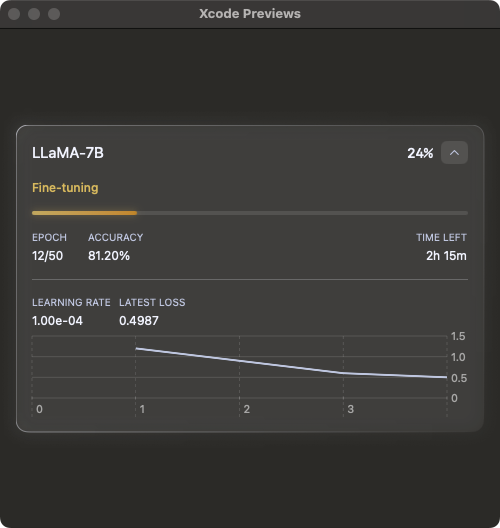 Xcode Previews
LLaMA-7B 24%
Fine-tuning
EPOCH ACCURACY TIME LEFT
12/50 81.20% 2h 15m
LEARNING RATE LATEST LOSS
1.00e-04 0.4987
1.5
1.0
0.5
0
0 1 2 3